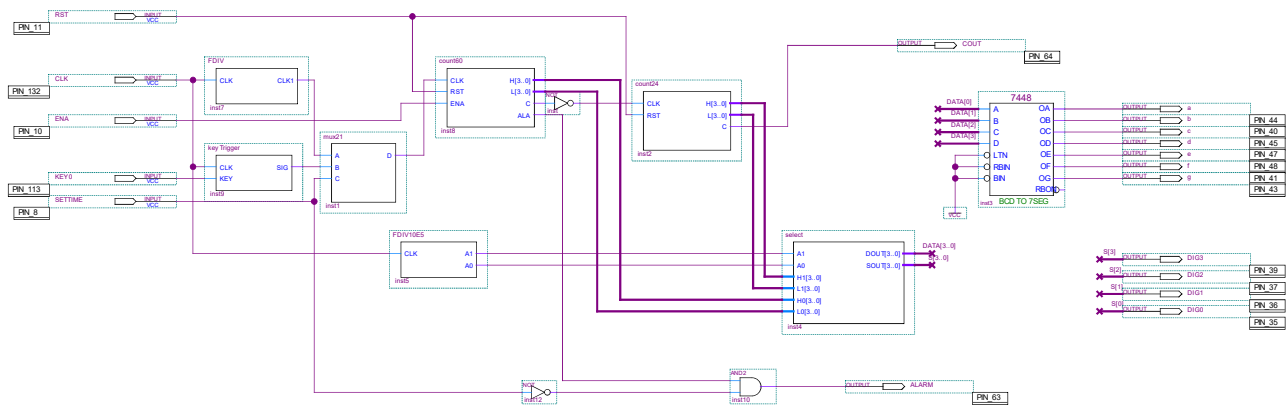 RST INPUT VCC
PIN_11
CLK INPUT VCC
PIN_132
ENA INPUT VCC
PIN_10
KEY0 INPUT VCC
PIN_113
SETTIME INPUT VCC
PIN_8
FDIV
CLK CLK1
inst7
key Trigger
CLK SIG
KEY
inst9
mux21
A D
B
C
inst1
count60
CLK H[3..0]
RST L[3..0]
ENA C
ALA
inst8
NOT
inst
count24
CLK H[3..0]
RST L[3..0]
C
inst2
OUTPUT COUT
PIN_64
FDIV10E5
CLK A1
A0
inst5
select
A1 DOUT[3..0]
A0 SOUT[3..0]
H1[3..0]
L1[3..0]
H0[3..0]
L0[3..0]
inst4
DATA[3..0]
S[3..0]
NOT
inst12
AND2
inst10
OUTPUT ALARM
PIN_63
7448
DATA[0] A OA OUTPUT a
PIN_44
DATA[1] B OB OUTPUT b
PIN_40
DATA[2] C OC OUTPUT c
PIN_45
DATA[3] D OD OUTPUT d
PIN_47
LTN OE OUTPUT e
PIN_48
RBIN OF OUTPUT f
PIN_41
BIN OG OUTPUT g
PIN_43
RBON
inst3 BCD TO 7SEG
VCC
S[3] OUTPUT DIG3
PIN_39
S[2] OUTPUT DIG2
PIN_37
S[1] OUTPUT DIG1
PIN_36
S[0] OUTPUT DIG0
PIN_35